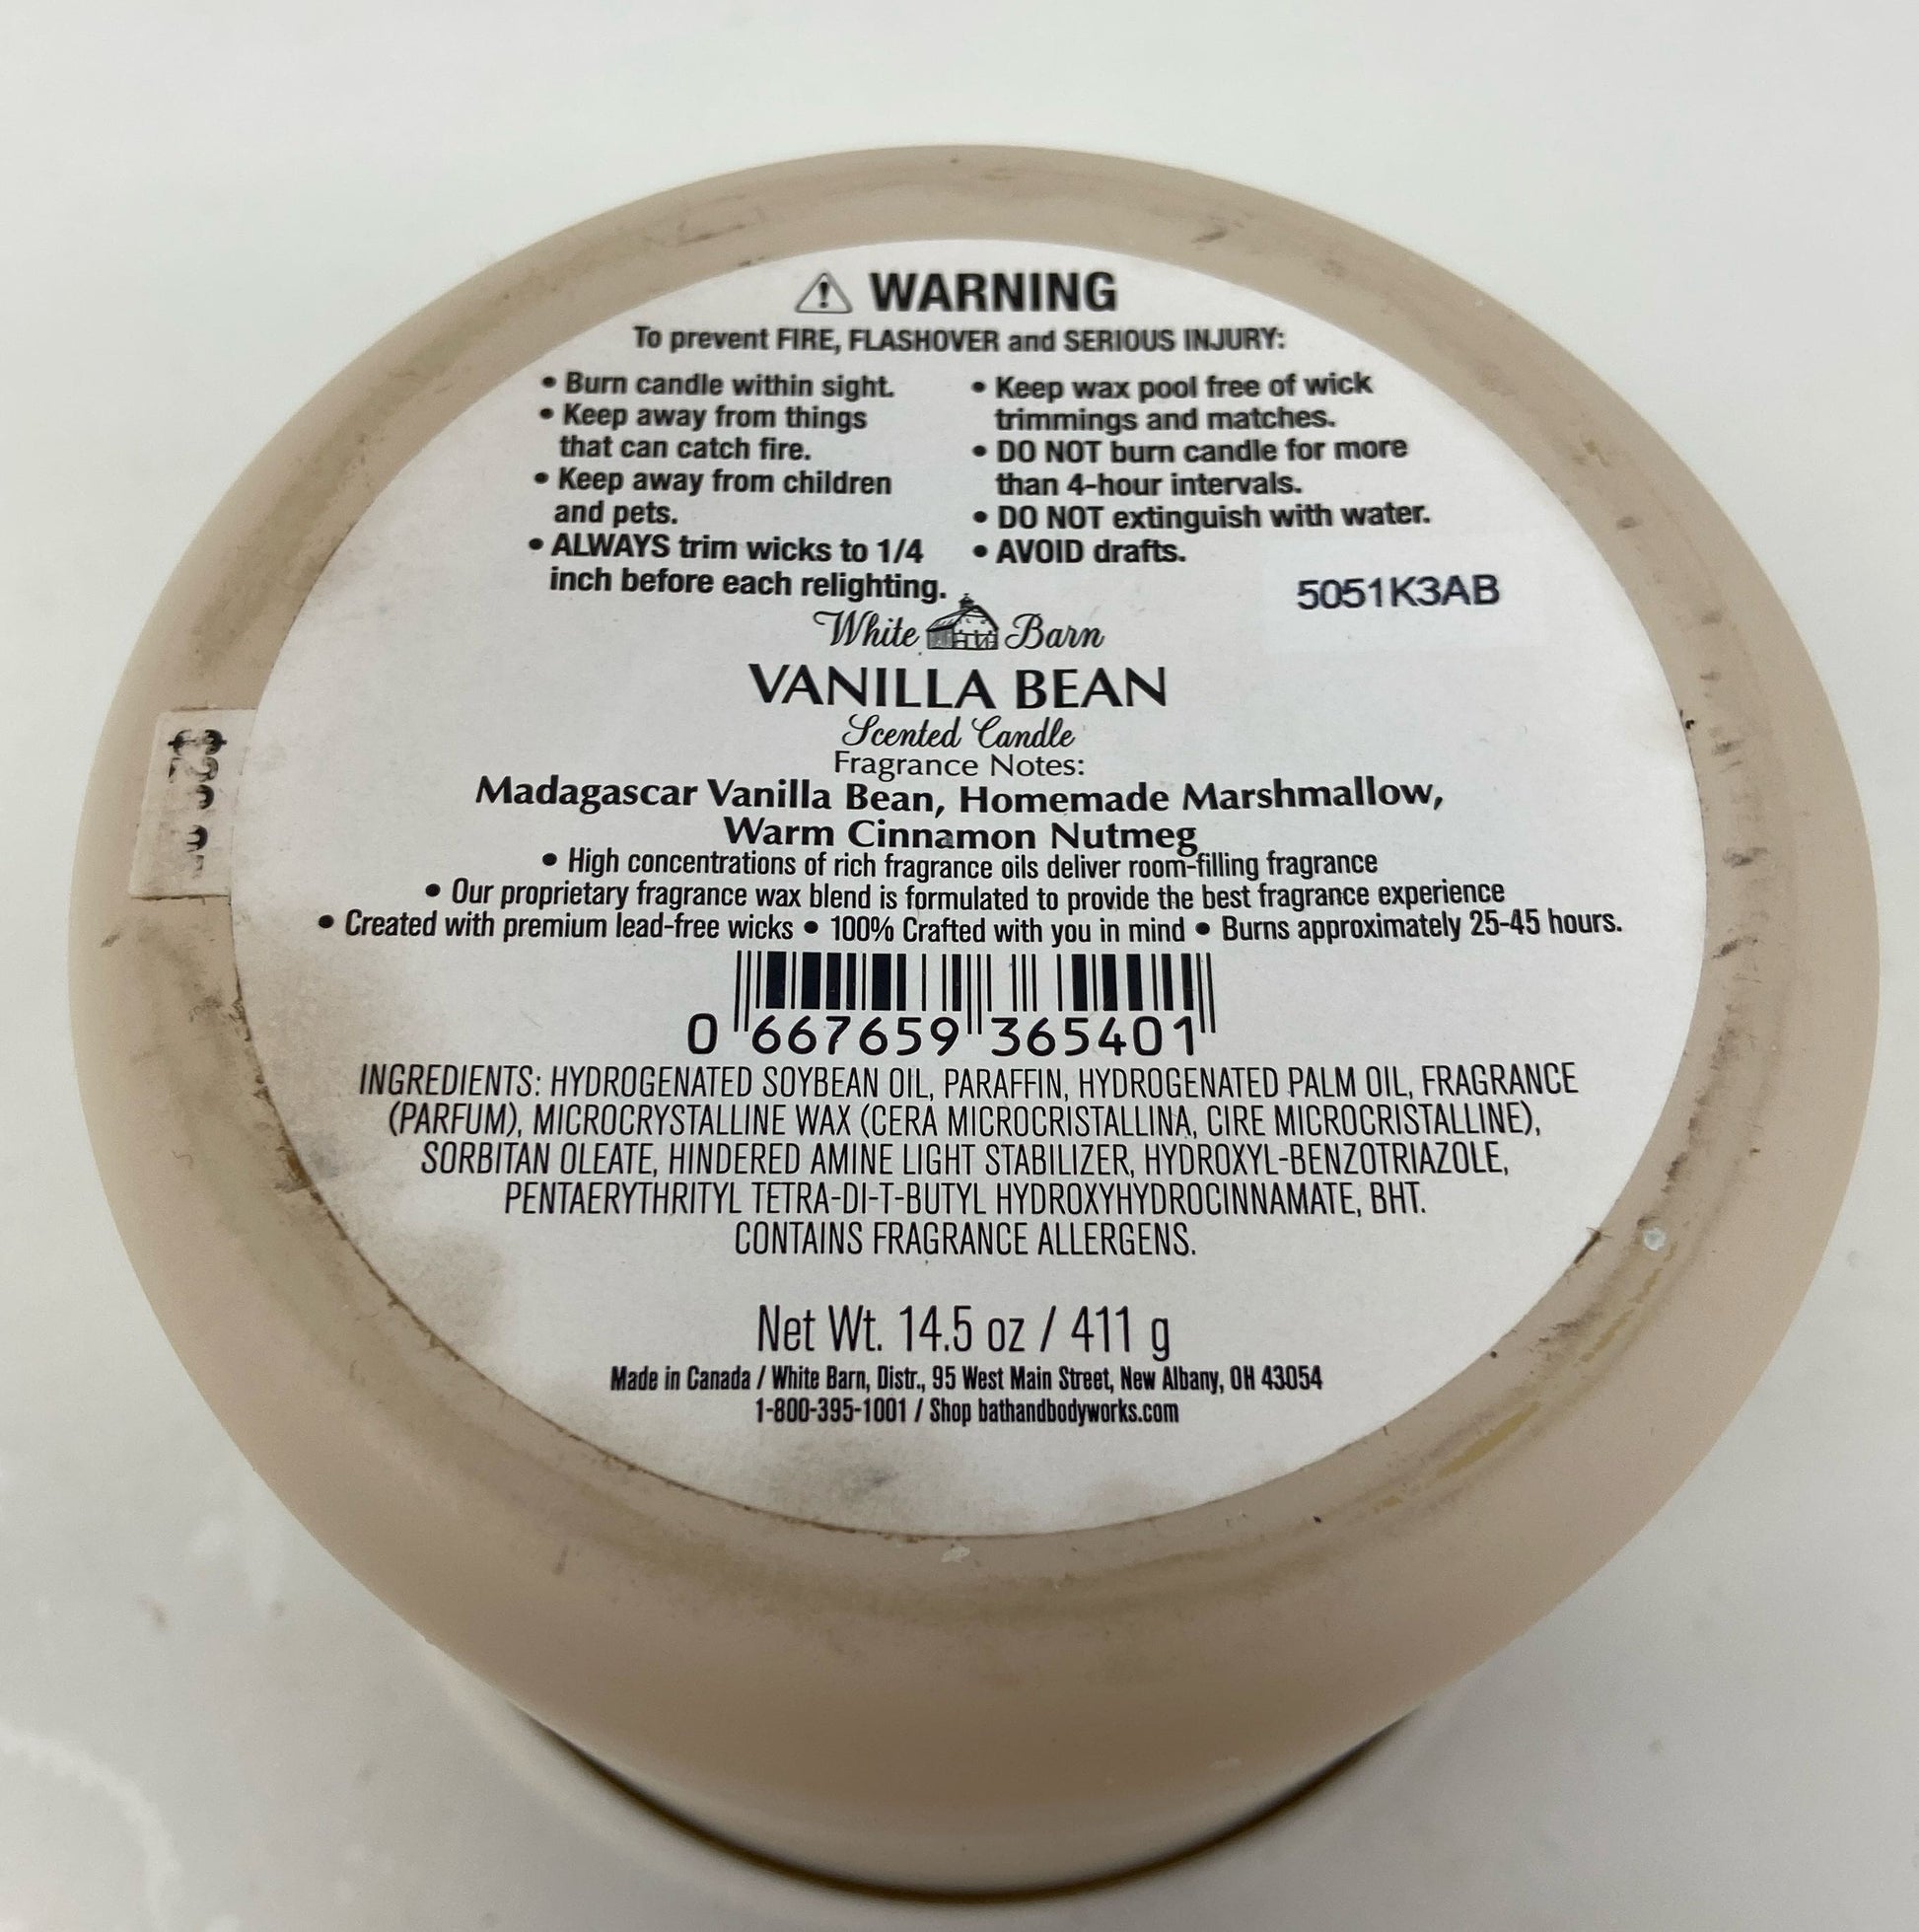 WARNING
To prevent FIRE, FLASHOVER and SERIOUS INJURY:
• Burn candle within sight.
• Keep away from things
that can catch fire.
• Keep away from children
and pets.
• ALWAYS trim wicks to 1/4
inch before each relighting.
• Keep wax pool free of wick
trimmings and matches.
• DO NOT burn candle for more
than 4-hour intervals.
• DO NOT extinguish with water.
• AVOID drafts.
5051K3AB
White Barn
VANILLA BEAN
Scented Candle
Fragrance Notes:
Madagascar Vanilla Bean, Homemade Marshmallow,
Warm Cinnamon Nutmeg
• High concentrations of rich fragrance oils deliver room-filling fragrance
• Our proprietary fragrance wax blend is formulated to provide the best fragrance experience
• Created with premium lead-free wicks • 100% Crafted with you in mind • Burns approximately 25-45 hours.
0 667659 365401
INGREDIENTS: HYDROGENATED SOYBEAN OIL, PARAFFIN, HYDROGENATED PALM OIL, FRAGRANCE
(PARFUM), MICROCRYSTALLINE WAX (CERA MICROCRISTALLINA, CIRE MICROCRISTALLINE),
SORBITAN OLEATE, HINDERED AMINE LIGHT STABILIZER, HYDROXYL-BENZOTRIAZOLE,
PENTAERYTHRITYL TETRA-DI-T-BUTYL HYDROXYHYDROCINNAMATE, BHT.
CONTAINS FRAGRANCE ALLERGENS.
Net Wt. 14.5 oz / 411 g
Made in Canada / White Barn, Distr., 95 West Main Street, New Albany, OH 43054
1-800-395-1001 / Shop bathandbodyworks.com